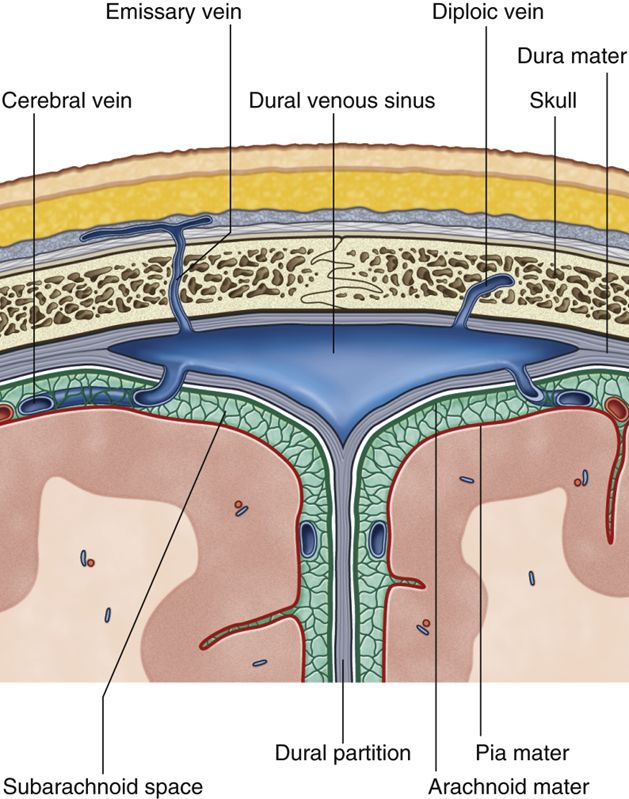 Emissary vein
Diploic vein
Dura mater
Cerebral vein
Dural venous sinus
Skull
Dural partition
Pia mater
Subarachnoid space
Arachnoid mater